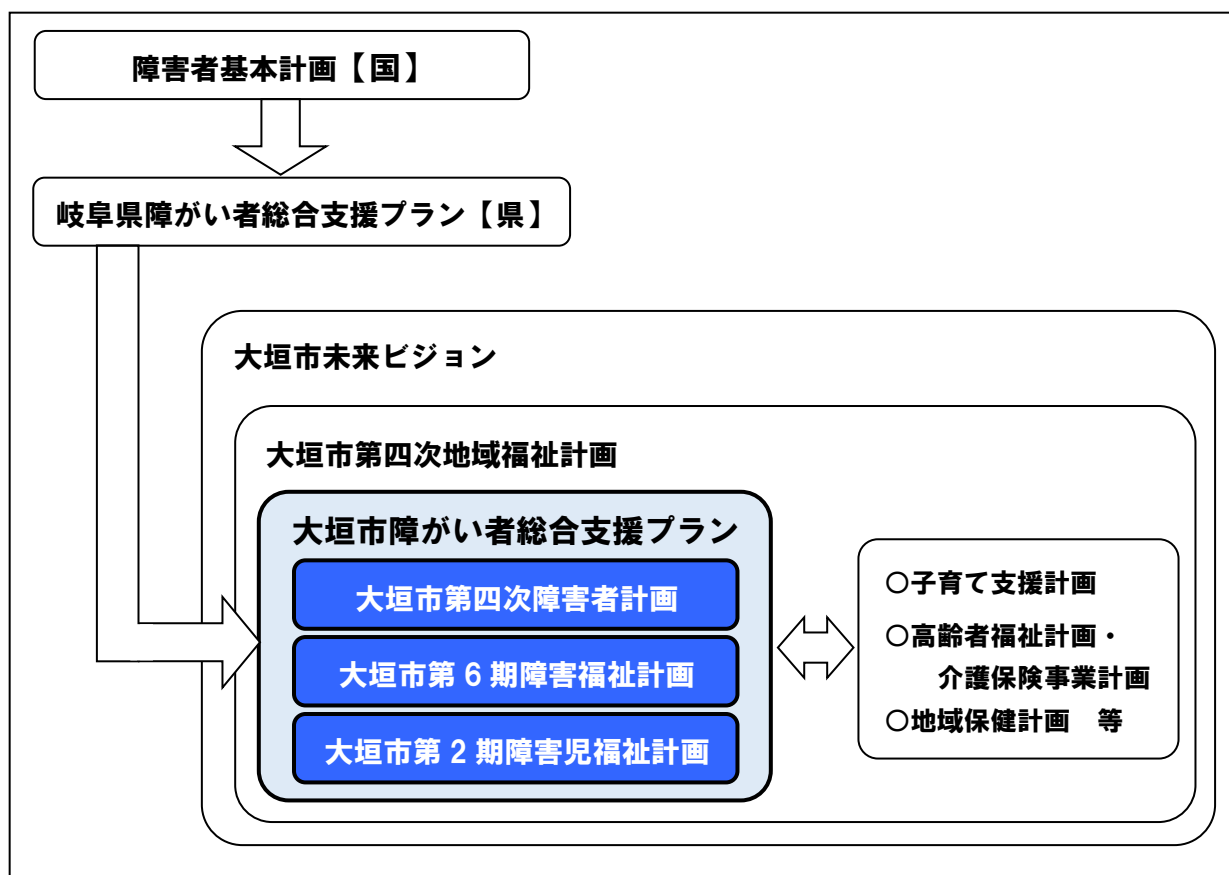 障害者基本計画【国】
岐阜県障がい者総合支援プラン【県】
大垣市未来ビジョン
大垣市第四次地域福祉計画
大垣市障がい者総合支援プラン
大垣市第四次障害者計画
大垣市第６期障害福祉計画
大垣市第２期障害児福祉計画
○子育て支援計画
○高齢者福祉計画・
介護保険事業計画
○地域保健計画　等